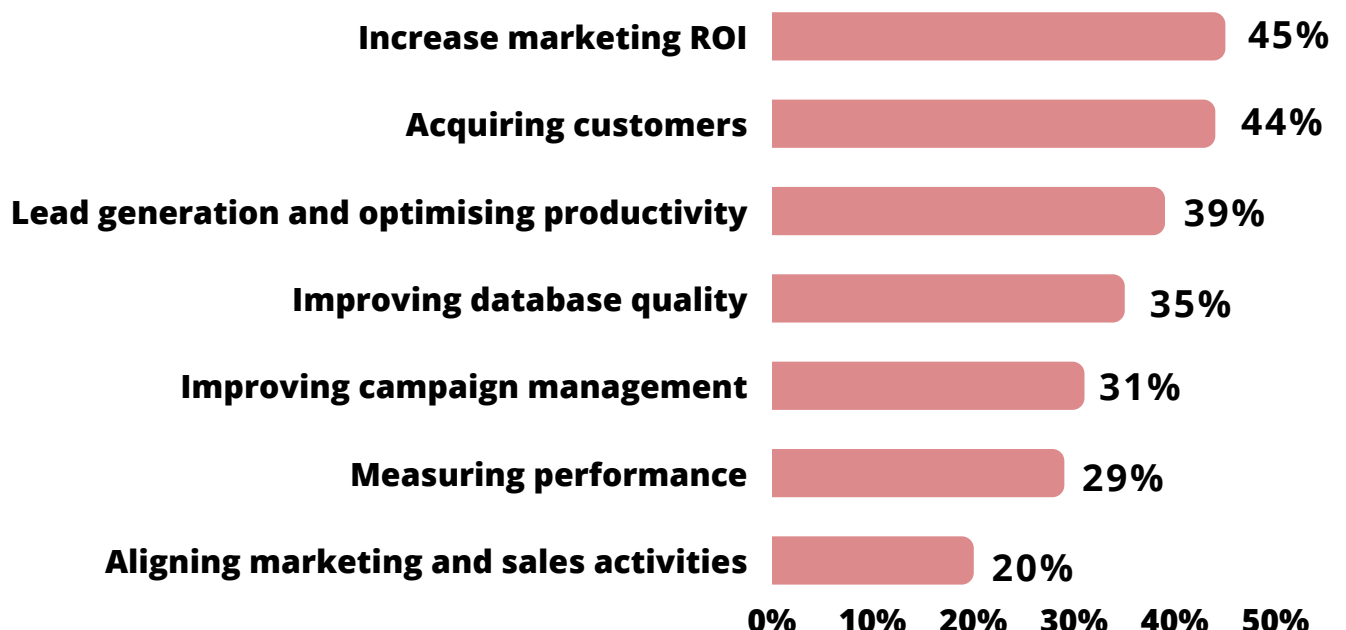 Increase marketing ROI 45%
Acquiring customers 44%
Lead generation and optimising productivity 39%
Improving database quality 35%
Improving campaign management 31%
Measuring performance 29%
Aligning marketing and sales activities 20%
0% 10% 20% 30% 40% 50%